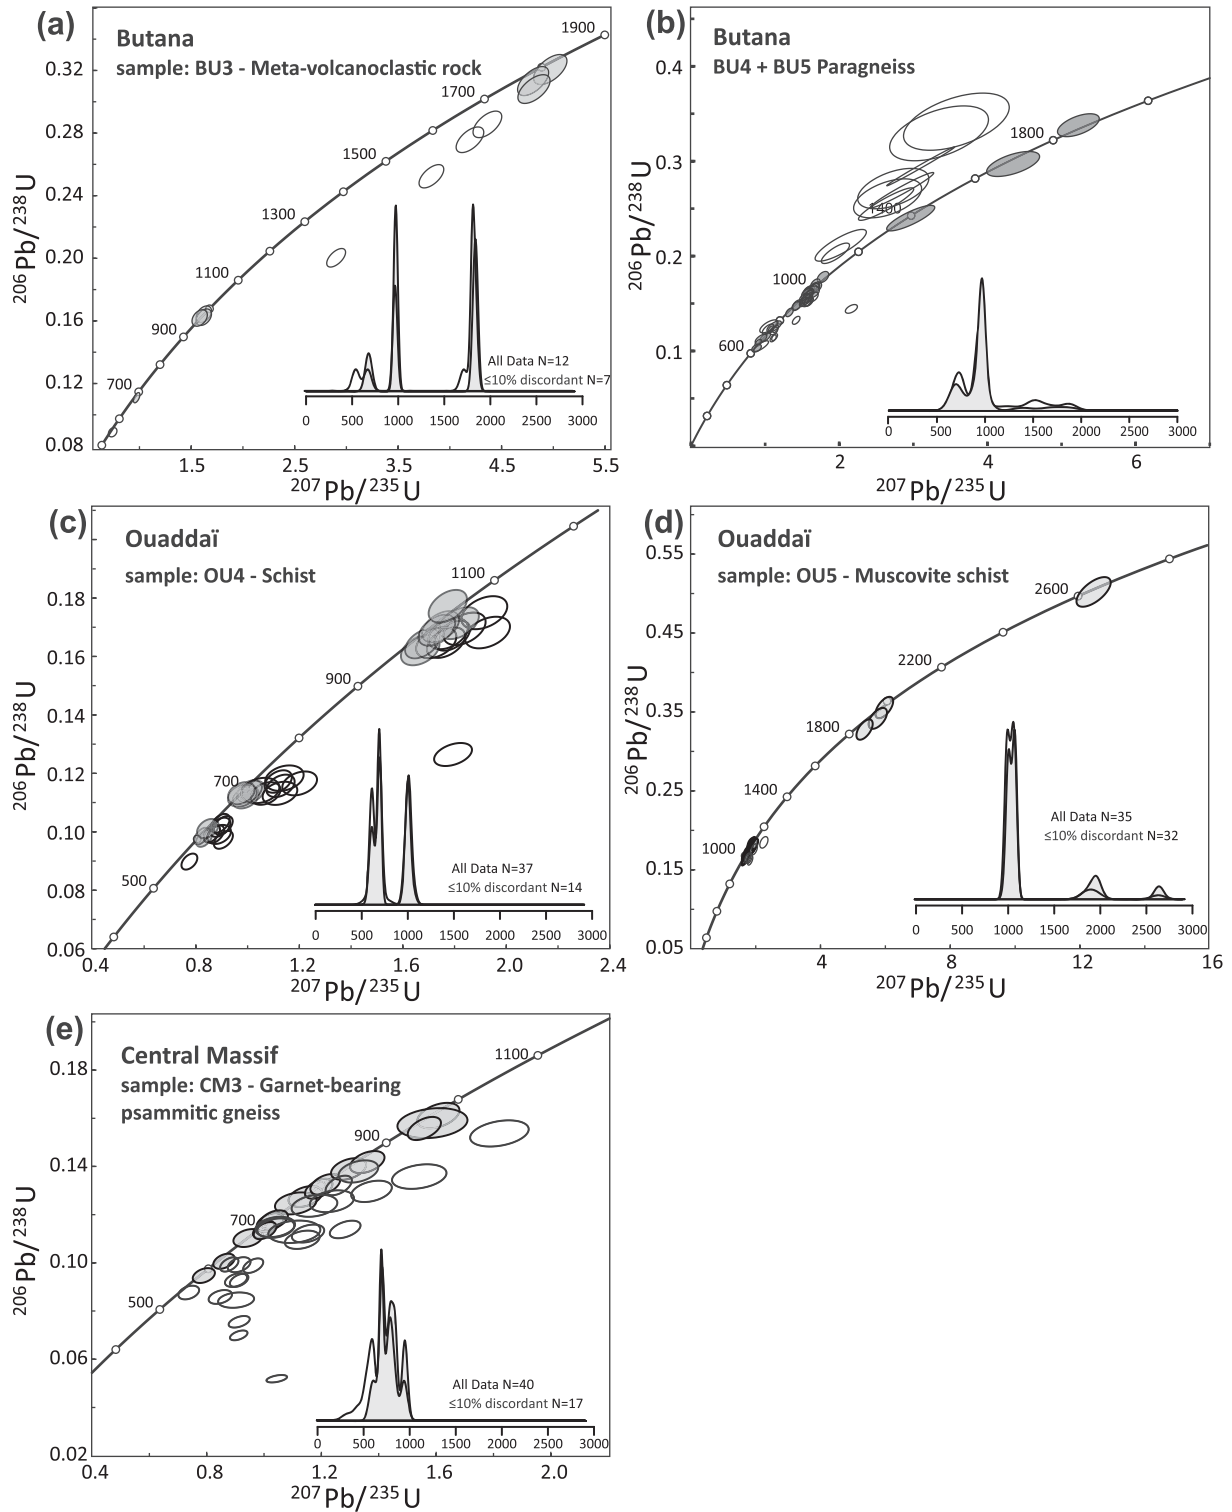 (a)
Butana
sample: BU3 - Meta-volcanoclastic rock
1900
1700
1500
1300
1100
900
700
0.32
0.28
0.24
0.20
0.16
0.12
0.08
206Pb/238U
All Data N=12
≤10% discordant N=7
0 500 1000 1500 2000 2500 3000
1.5 2.5 3.5 4.5 5.5
207Pb/235U
(b)
Butana
BU4 + BU5 Paragneiss
1800
1400
1000
600
0.4
0.3
0.2
0.1
206Pb/238U
0 500 1000 1500 2000 2500 3000
2 4 6
207Pb/235U
(c)
Ouaddaï
sample: OU4 - Schist
1100
900
700
500
0.18
0.16
0.14
0.12
0.10
0.08
0.06
206Pb/238U
All Data N=37
≤10% discordant N=14
0 500 1000 1500 2000 2500 3000
0.4 0.8 1.2 1.6 2.0 2.4
207Pb/235U
(d)
Ouaddaï
sample: OU5 - Muscovite schist
2600
2200
1800
1400
1000
0.55
0.45
0.35
0.25
0.15
0.05
206Pb/238U
All Data N=35
≤10% discordant N=32
0 500 1000 1500 2000 2500 3000
4 8 12 16
207Pb/235U
(e)
Central Massif
sample: CM3 - Garnet-bearing
psammitic gneiss
1100
900
700
500
0.18
0.14
0.10
0.06
0.02
206Pb/238U
All Data N=40
≤10% discordant N=17
0 500 1000 1500 2000 2500 3000
0.4 0.8 1.2 1.6 2.0
207Pb/235U